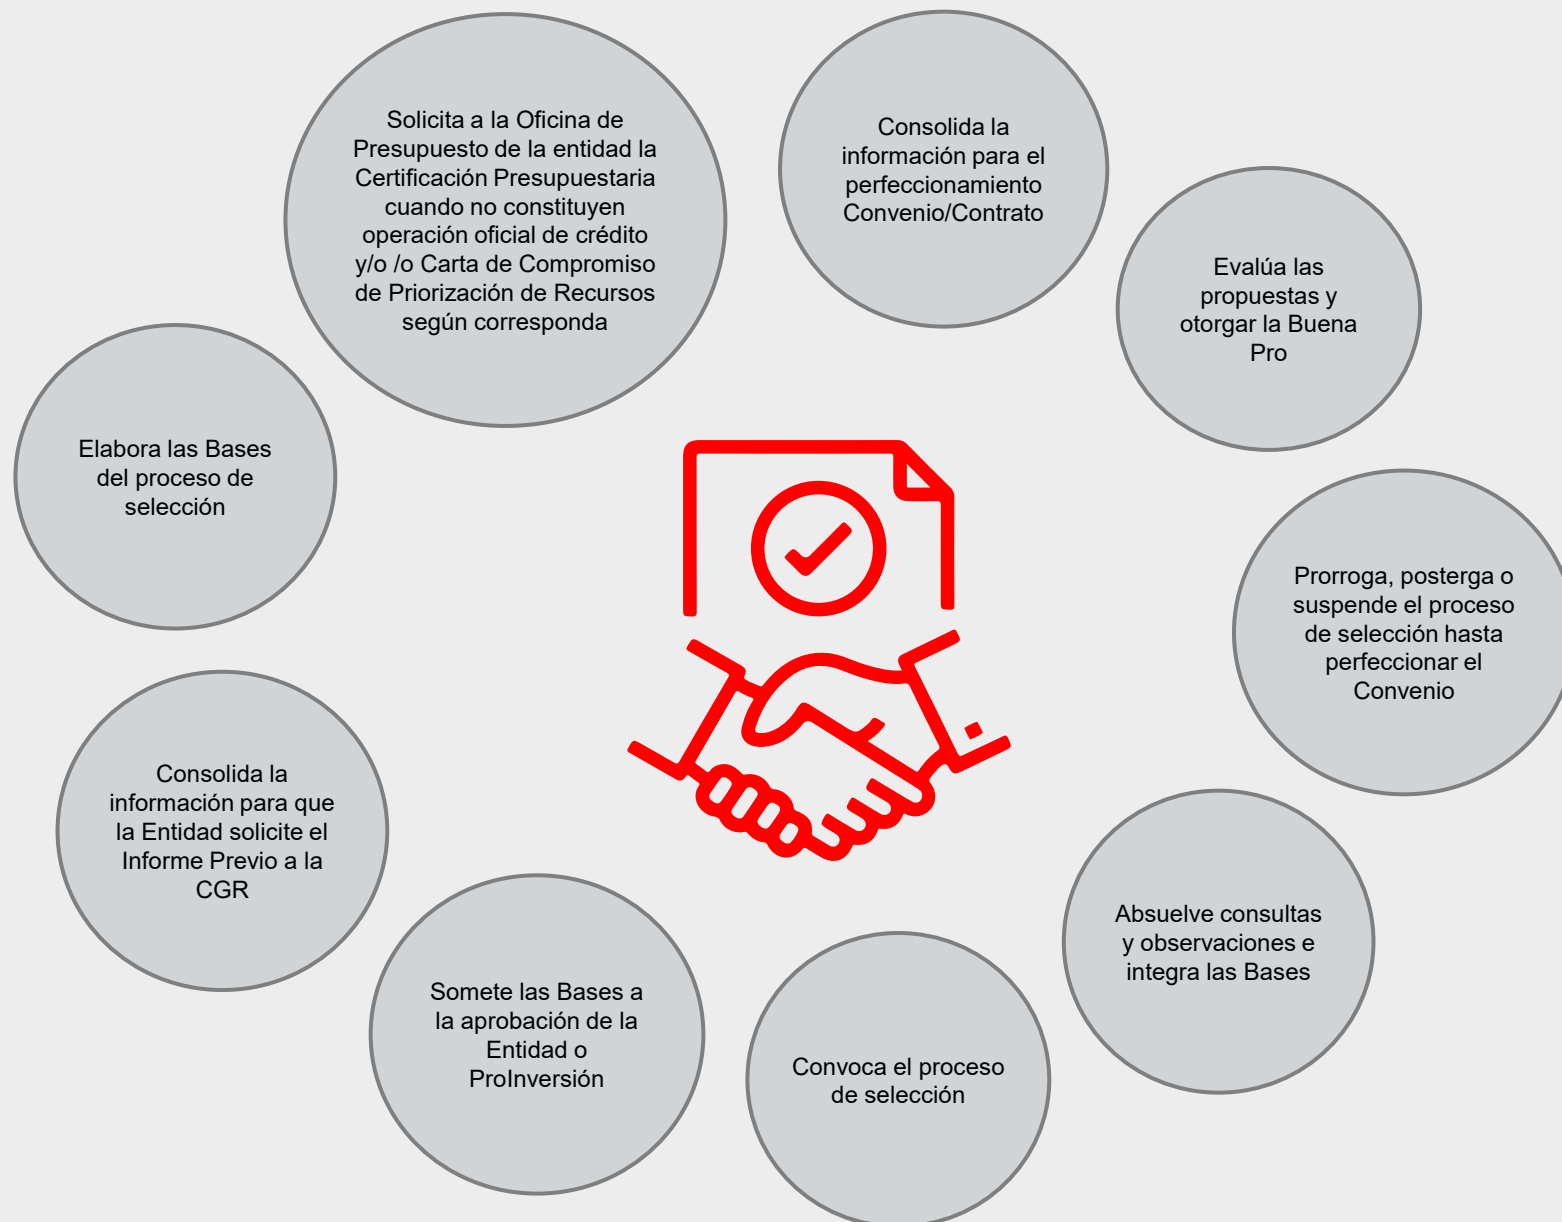 Solicita a la Oficina de
Presupuesto de la entidad la
Certificación Presupuestaria
cuando no constituyen
operación oficial de crédito
y/o /o Carta de Compromiso
de Priorización de Recursos
según corresponda
Consolida la
información para el
perfeccionamiento
Convenio/Contrato
Evalúa las
propuestas y
otorgar la Buena
Pro
Elabora las Bases
del proceso de
selección
Prorroga, posterga o
suspende el proceso
de selección hasta
perfeccionar el
Convenio
Consolida la
información para que
la Entidad solicite el
Informe Previo a la
CGR
Absuelve consultas
y observaciones e
integra las Bases
Somete las Bases a
la aprobación de la
Entidad o
ProInversión
Convoca el proceso
de selección